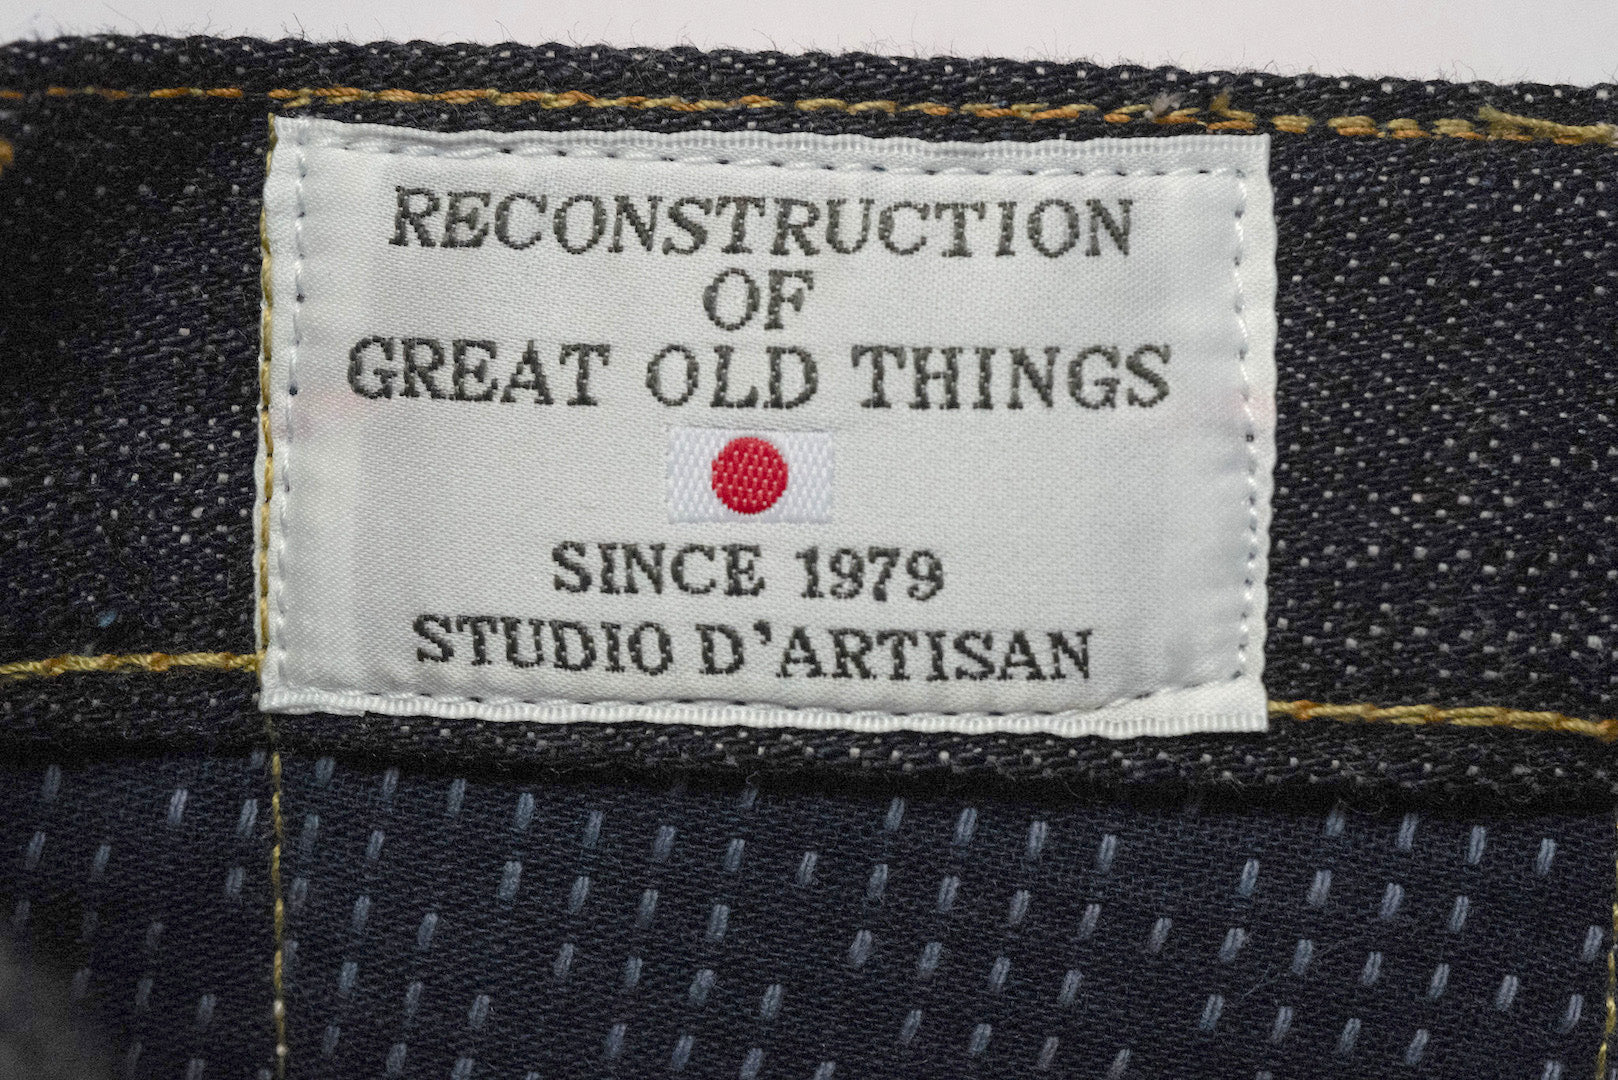 RECONSTRUCTION
OF
GREAT OLD THINGS
SINCE 1979
STUDIO D'ARTISAN